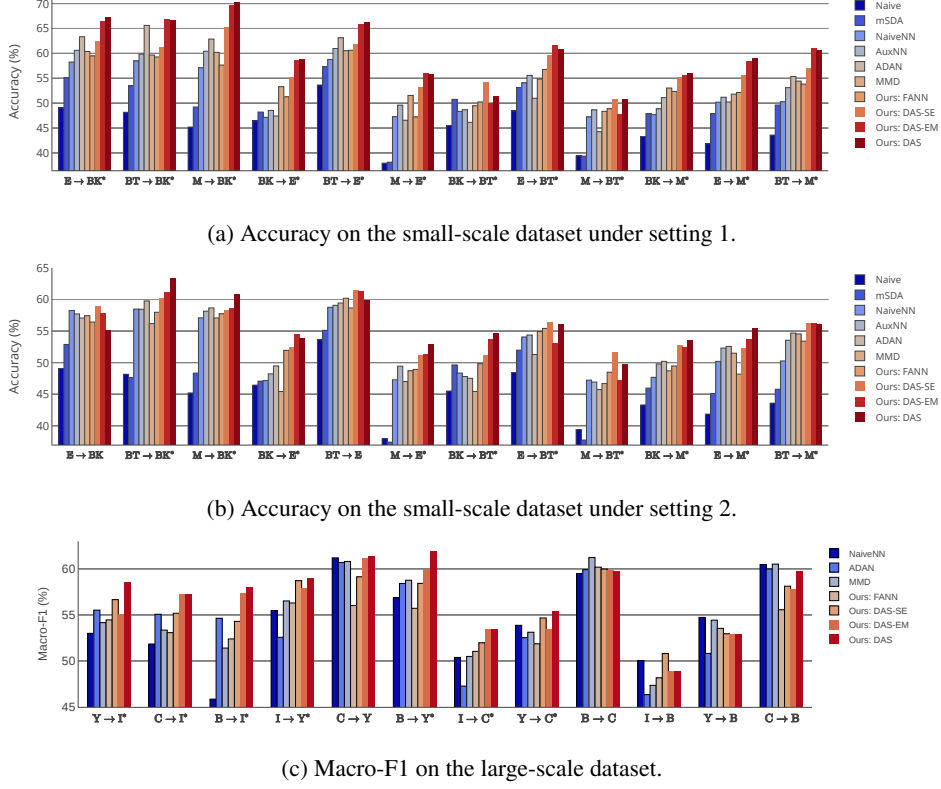 70
65
60
55
50
45
40
Accuracy (%)
E → BK*
BT → BK*
M → BK*
BK → E*
BT → E*
M → E*
BK → BT*
E → BT*
M → BT*
BK → M*
E → M*
BT → M*
Naive
mSDA
NaiveNN
AuxNN
ADAN
MMD
Ours: FANN
Ours: DAS-SE
Ours: DAS-EM
Ours: DAS
(a) Accuracy on the small-scale dataset under setting 1.
65
60
55
50
45
40
Accuracy (%)
E → BK
BT → BK*
M → BK*
BK → E*
BT → E
M → E*
BK → BT*
E → BT*
M → BT*
BK → M*
E → M*
BT → M*
Naive
mSDA
NaiveNN
AuxNN
ADAN
MMD
Ours: FANN
Ours: DAS-SE
Ours: DAS-EM
Ours: DAS
(b) Accuracy on the small-scale dataset under setting 2.
60
55
50
45
Macro-F1 (%)
Y → I*
C → I*
B → I*
I → Y*
C → Y
B → Y*
I → C*
Y → C*
B → C
I → B
Y → B
C → B
NaiveNN
ADAN
MMD
Ours: FANN
Ours: DAS-SE
Ours: DAS-EM
Ours: DAS
(c) Macro-F1 on the large-scale dataset.